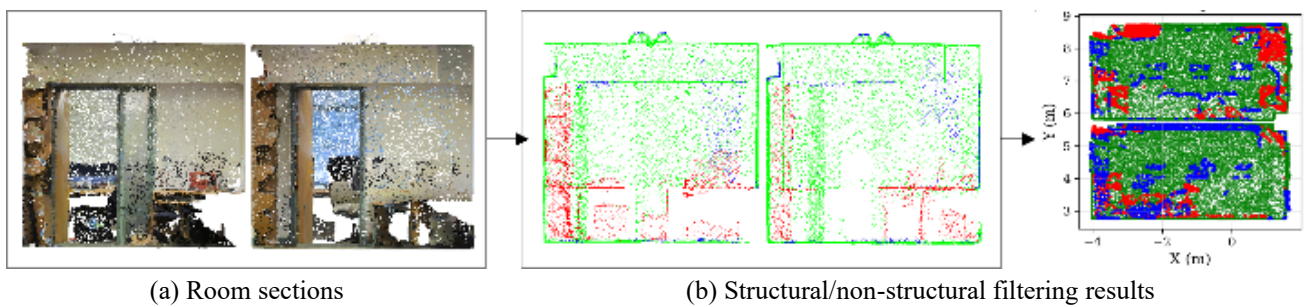 9
8
7
6
5
4
3
Y (m)
−4
−2
0
X (m)
(a) Room sections
(b) Structural/non-structural filtering results